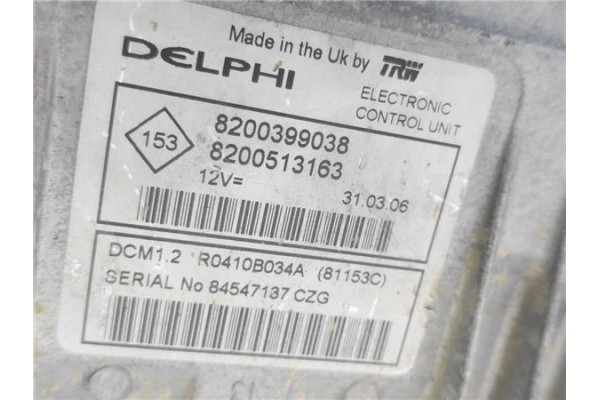 Made in the Uk by TRW
DELPHI
ELECTRONIC
CONTROL UNIT
153
8200399038
8200513163
12V=
31.03.06
DCM1.2 R0410B034A (81153C)
SERIAL No 84547137 CZG